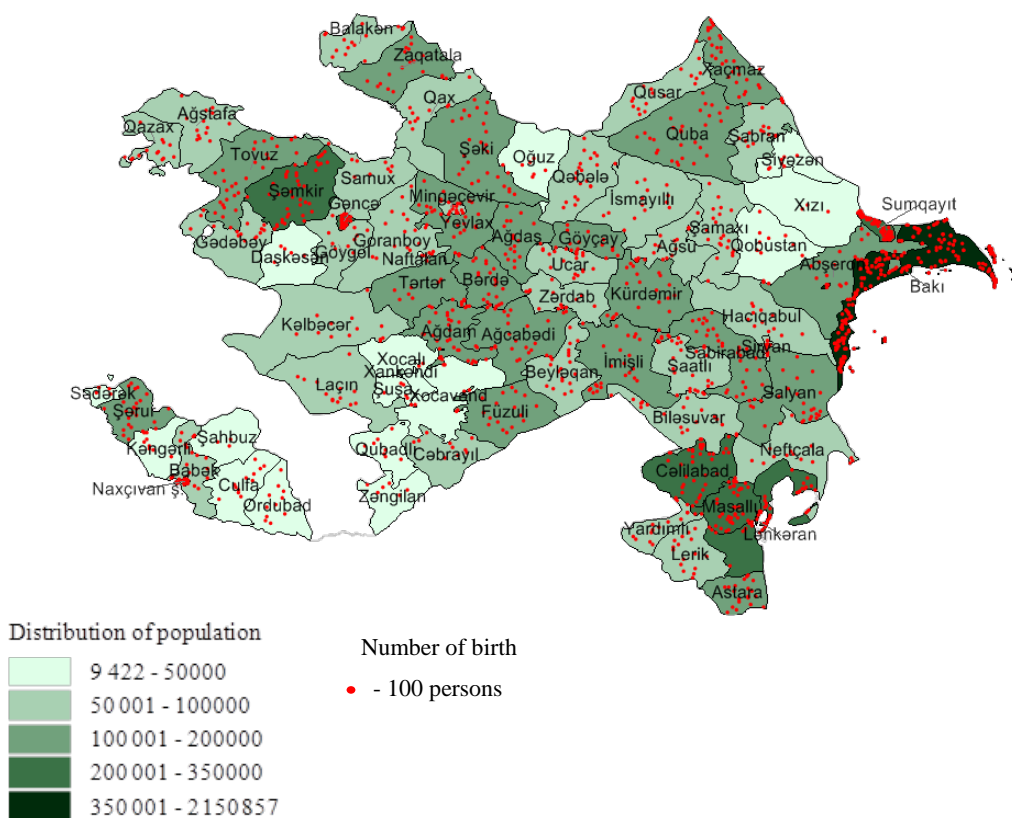 Balakən
Zaqatala
Xaçmaz
Qax
Qusar
Ağstafa
Qazax
Quba
Şabran
Tovuz
Şəki
Oğuz
Siyəzən
Samux
Qəbələ
Şəmkir
Mingəçevir
İsmayıllı
Xızı
Sumqayıt
Gəncə
Yevlax
Şamaxı
Gədəbəy
Goranboy
Ağdaş
Göyçay
Ağsu
Qobustan
Daşkəsən
Göygöl
Naftalan
Ucar
Abşeron
Bakı
Tərtər
Bərdə
Zərdab
Kürdəmir
Hacıqabul
Kəlbəcər
Ağdam
Ağcabədi
Şirvan
Xocalı
Sabirabad
Xankəndi
Beyləqan
İmişli
Saatlı
Laçın
Şuşa
Xocavənd
Salyan
Sədərək
Füzuli
Şərur
Biləsuvar
Şahbuz
Kəngərli
Qubadlı
Cəbrayıl
Neftçala
Babək
Cəlilabad
Naxçıvan ş.
Culfa
Zəngilan
Ordubad
Masallı
Yardımlı
Lənkəran
Lerik
Astara
Distribution of population
Number of birth
9 422 - 50000
- 100 persons
50 001 - 100000
100 001 - 200000
200 001 - 350000
350 001 - 2150857